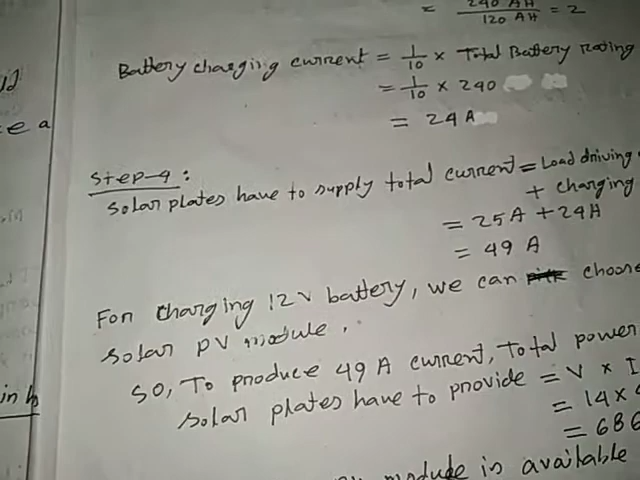 = 240 AH / 120 AH = 2
Battery charging current = 1/10 × Total Battery Rating
= 1/10 × 240
= 24 A
Step-4:
Solar plates have to supply total current = Load driving
+ charging
= 25A + 24A
= 49 A
For charging 12V battery, we can choose
solar PV module.
So, To produce 49 A current, Total power
solar plates have to provide = V × I
= 14 ×
= 686
module is available
in
e a